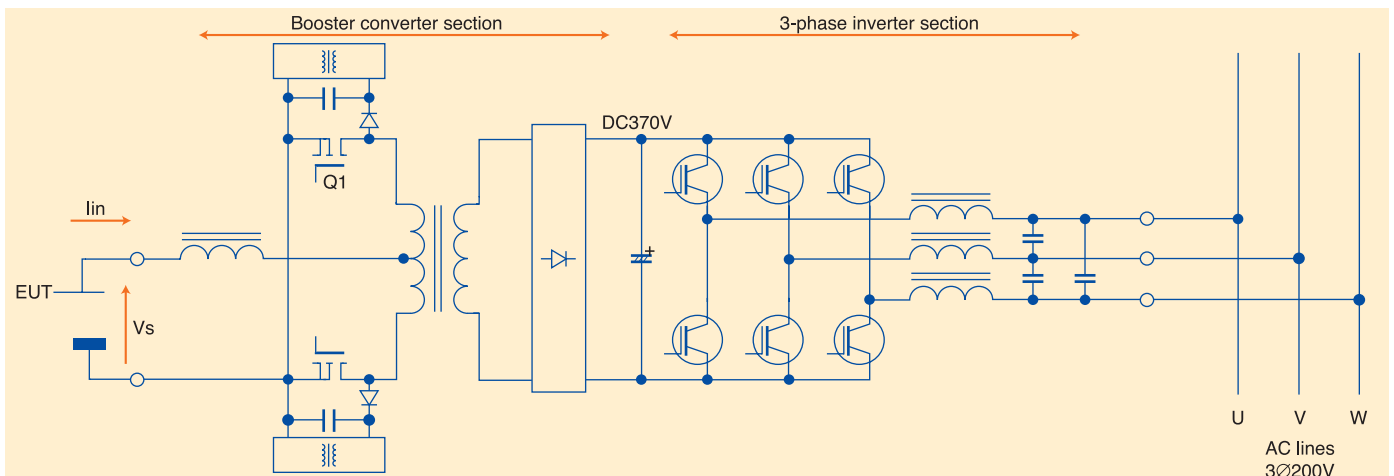 Booster converter section
3-phase inverter section
DC370V
Q1
Iin
EUT
Vs
+
U V W
AC lines
3∅200V